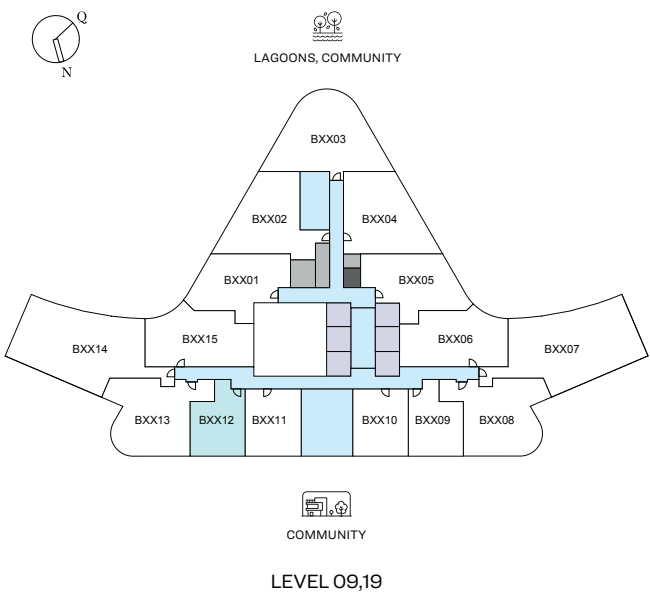 Q
N
LAGOONS, COMMUNITY
BXX03
BXX02
BXX04
BXX01
BXX05
BXX14
BXX15
BXX06
BXX07
BXX13
BXX12
BXX11
BXX10
BXX09
BXX08
COMMUNITY
LEVEL 09,19